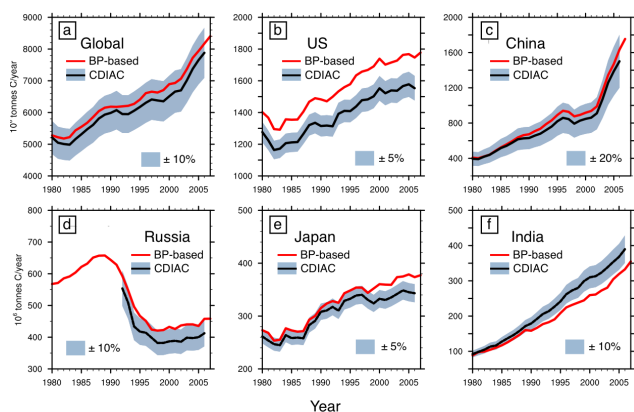 a
Global
BP-based
CDIAC
± 10%
10⁶ tonnes C/year
9000
8000
7000
6000
5000
4000
1980 1985 1990 1995 2000 2005
b
US
BP-based
CDIAC
± 5%
2000
1800
1600
1400
1200
1000
1980 1985 1990 1995 2000 2005
c
China
BP-based
CDIAC
± 20%
2000
1600
1200
800
400
1980 1985 1990 1995 2000 2005
d
Russia
BP-based
CDIAC
± 10%
10⁶ tonnes C/year
800
700
600
500
400
300
1980 1985 1990 1995 2000 2005
e
Japan
BP-based
CDIAC
± 5%
500
400
300
200
1980 1985 1990 1995 2000 2005
f
India
BP-based
CDIAC
± 10%
500
400
300
200
100
1980 1985 1990 1995 2000 2005
Year